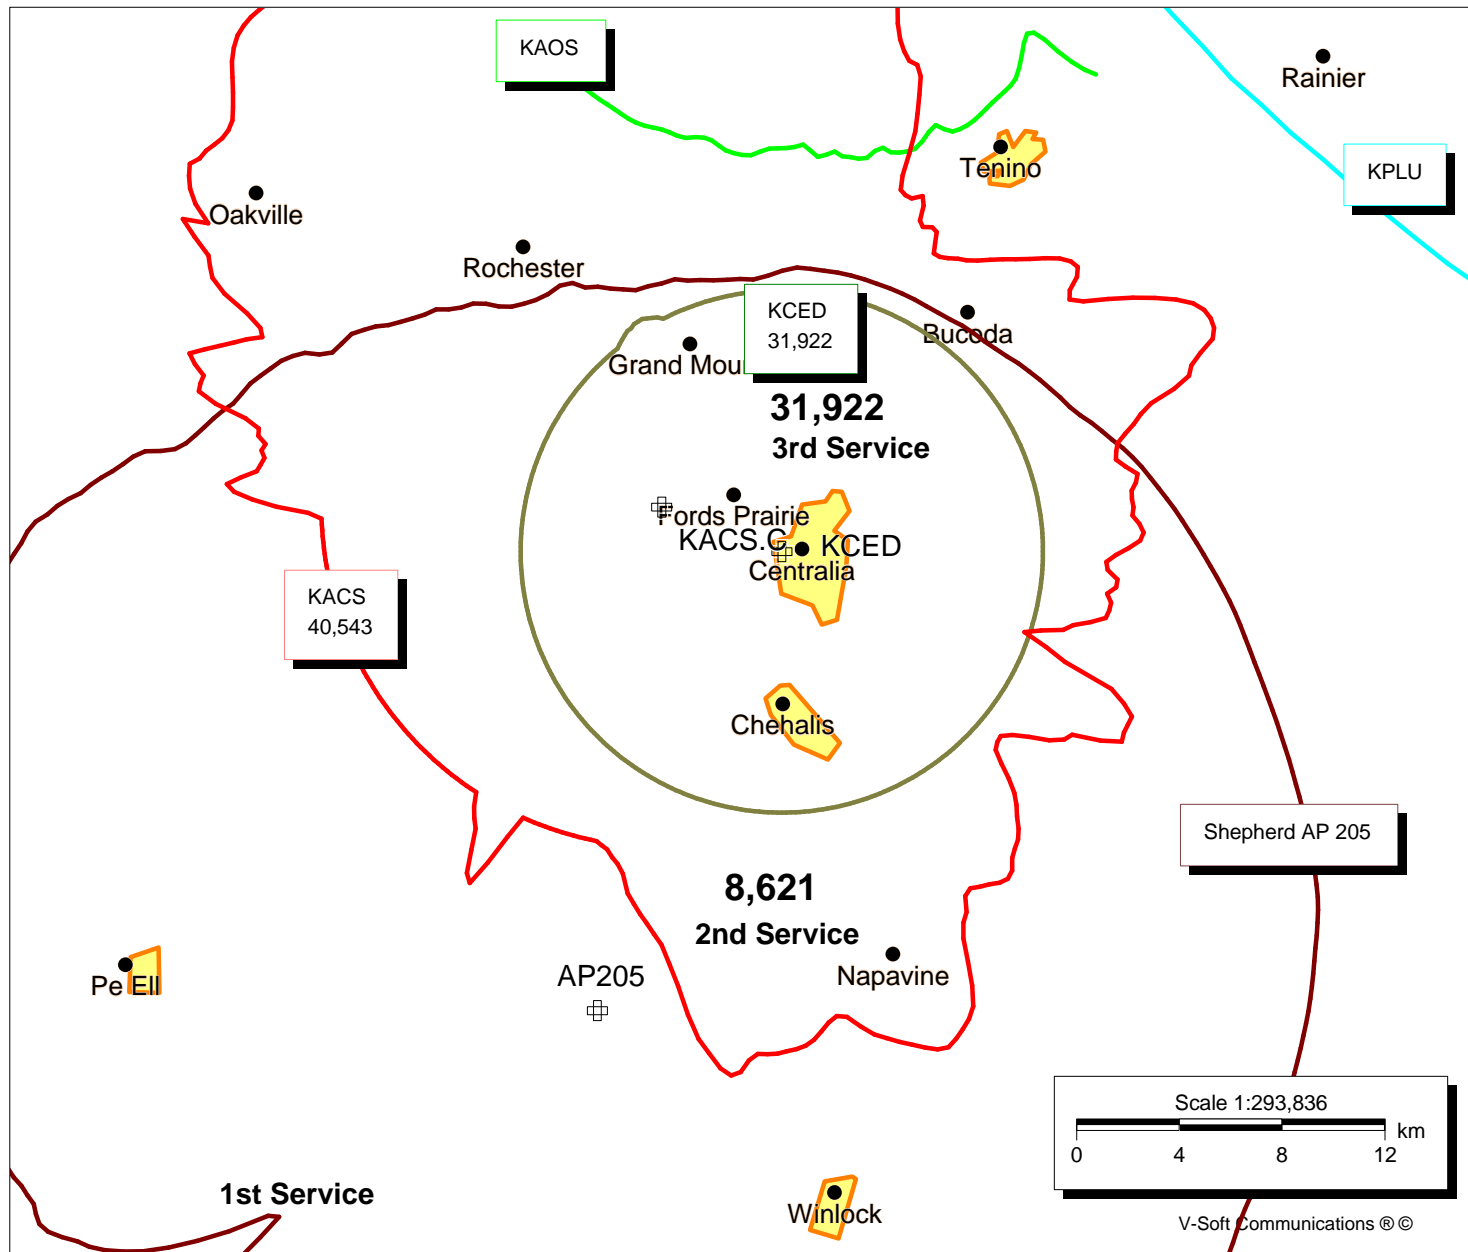 KAOS
Rainier
Tenino
KPLU
Oakville
Rochester
KCED
31,922
Bucoda
Grand Mou
31,922
3rd Service
Fords Prairie
KACS.C
KCED
Centralia
KACS
40,543
Chehalis
Shepherd AP 205
8,621
2nd Service
AP205
Napavine
Pe Ell
Scale 1:293,836
km
0 4 8 12
1st Service
Winlock
V-Soft Communications ® ©